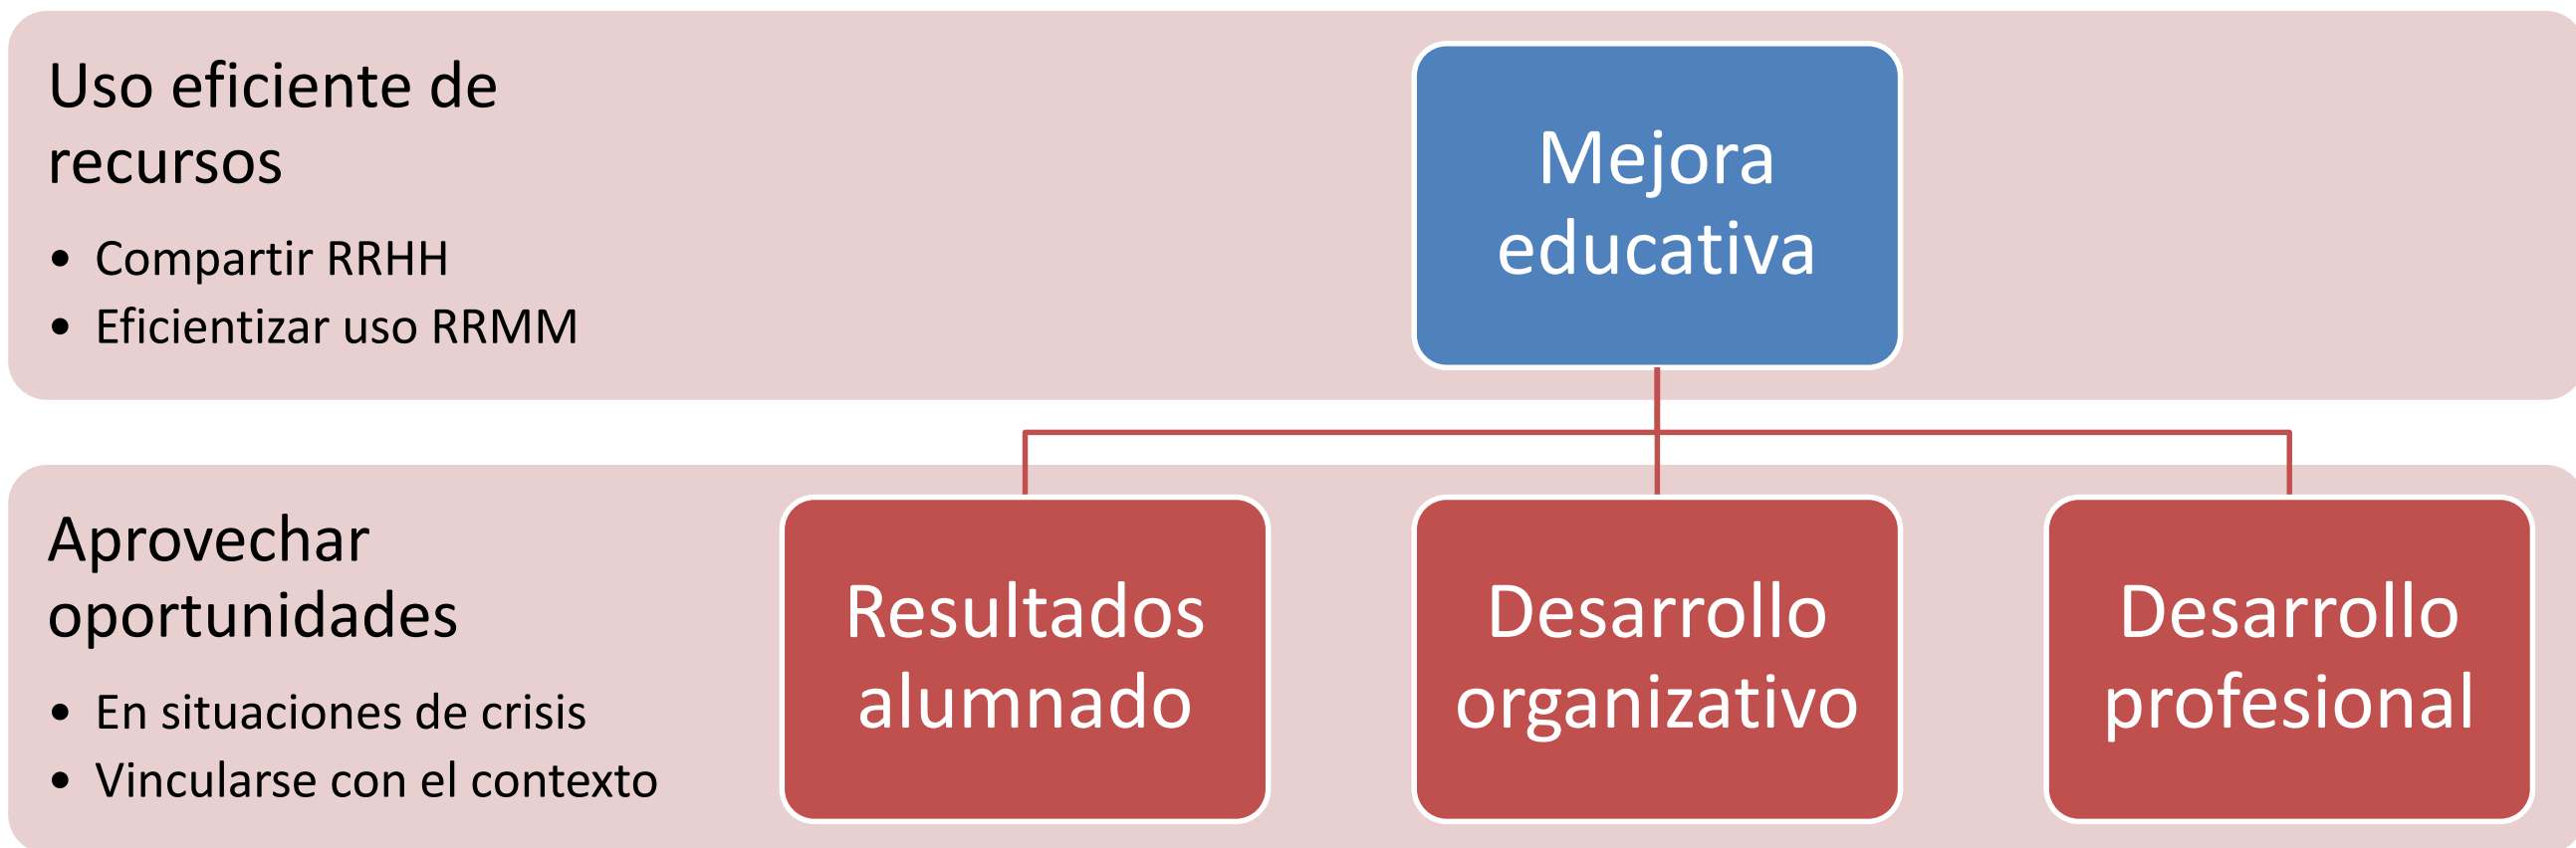 Uso eficiente de
recursos
• Compartir RRHH
• Eficientizar uso RRMM
Mejora
educativa
Aprovechar
oportunidades
• En situaciones de crisis
• Vincularse con el contexto
Resultados
alumnado
Desarrollo
organizativo
Desarrollo
profesional